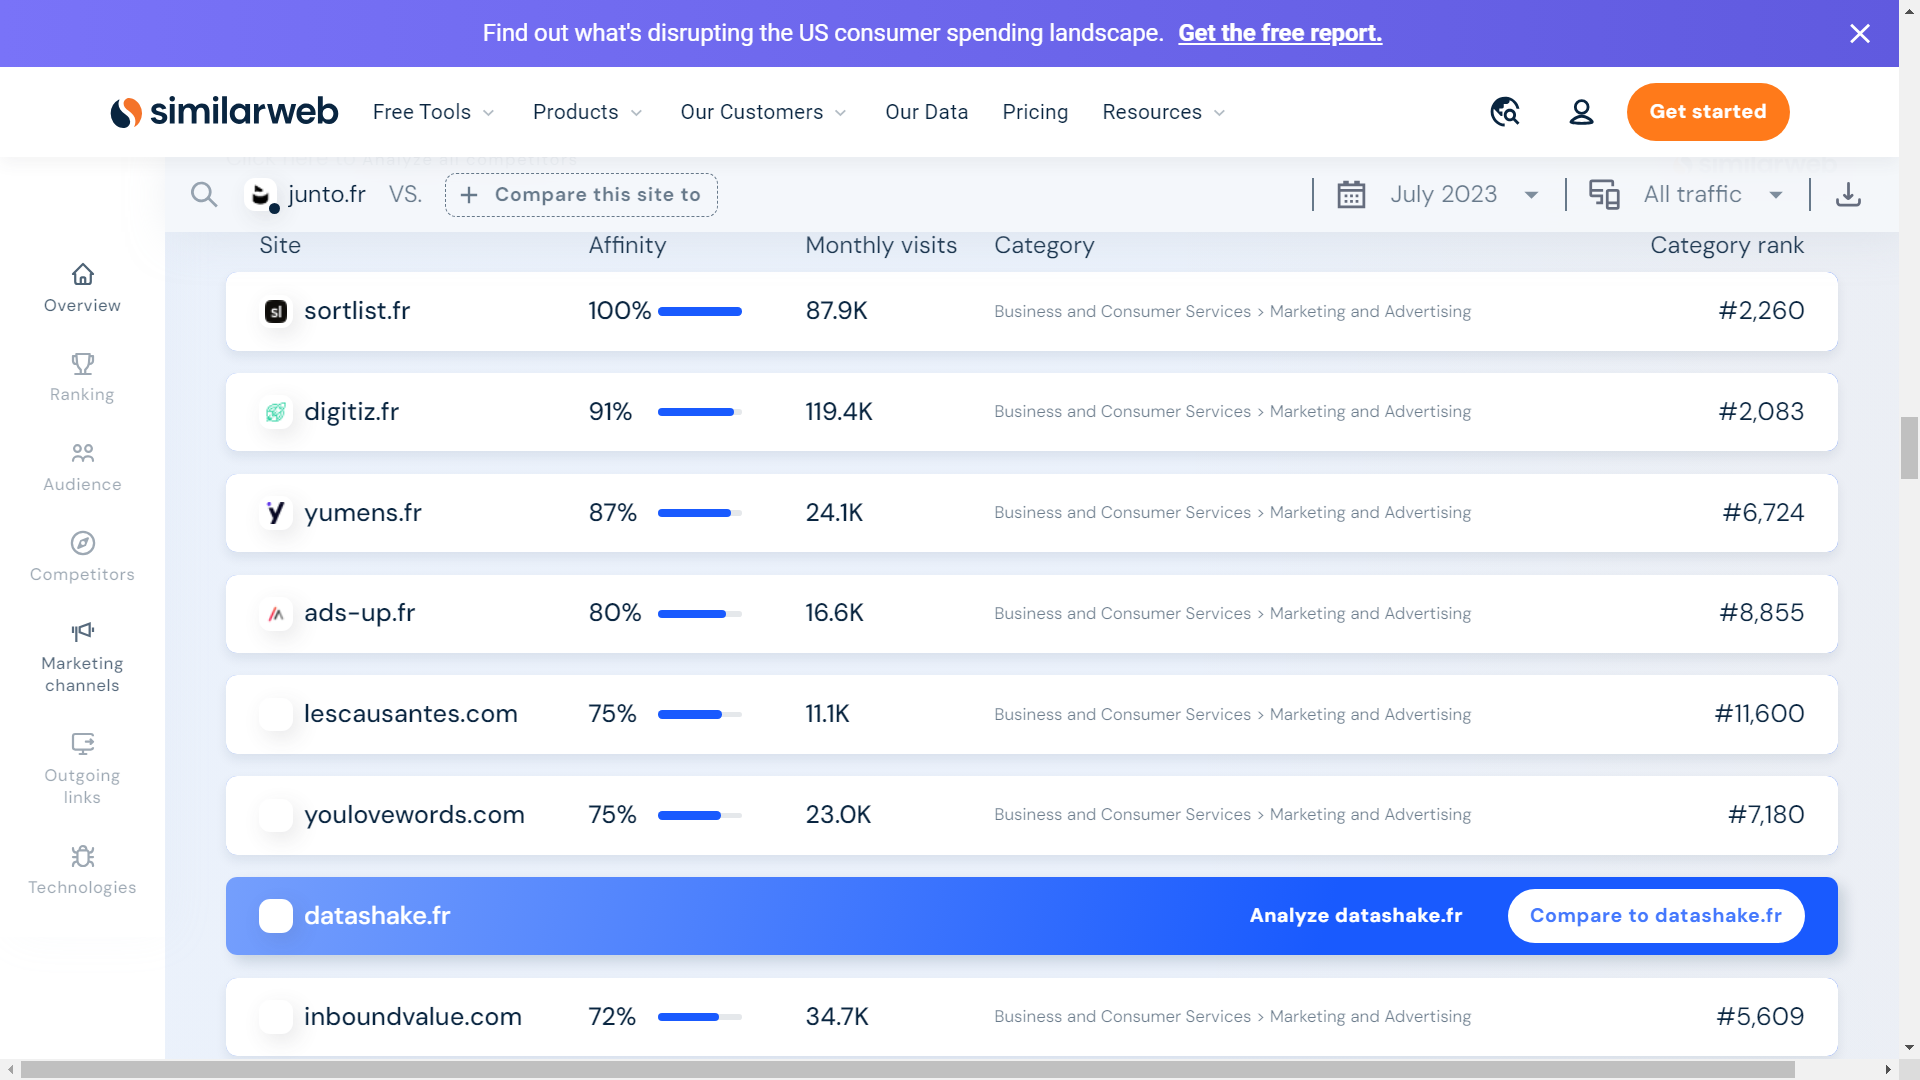 Find out what's disrupting the US consumer spending landscape. Get the free report.
similarweb Free Tools Products Our Customers Our Data Pricing Resources Get started
Click here to Analyze all competitors
junto.fr VS. + Compare this site to July 2023 All traffic
Site Affinity Monthly visits Category Category rank
sl sortlist.fr 100% 87.9K Business and Consumer Services > Marketing and Advertising #2,260
digitiz.fr 91% 119.4K Business and Consumer Services > Marketing and Advertising #2,083
yumens.fr 87% 24.1K Business and Consumer Services > Marketing and Advertising #6,724
ads-up.fr 80% 16.6K Business and Consumer Services > Marketing and Advertising #8,855
lescausantes.com 75% 11.1K Business and Consumer Services > Marketing and Advertising #11,600
youlovewords.com 75% 23.0K Business and Consumer Services > Marketing and Advertising #7,180
datashake.fr Analyze datashake.fr Compare to datashake.fr
inboundvalue.com 72% 34.7K Business and Consumer Services > Marketing and Advertising #5,609
Overview
Ranking
Audience
Competitors
Marketing
channels
Outgoing
links
Technologies